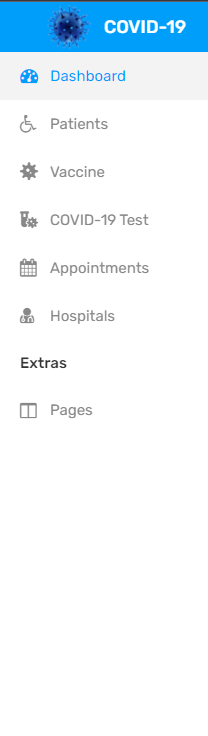 COVID-19
Dashboard
Patients
Vaccine
COVID-19 Test
Appointments
Hospitals
Extras
Pages